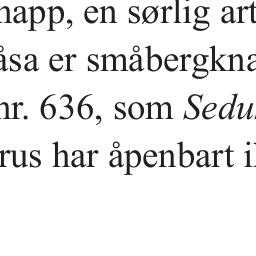 napp, en sørlig art
åsa er småbergkna
nr. 636, som Sedu
rus har åpenbart i